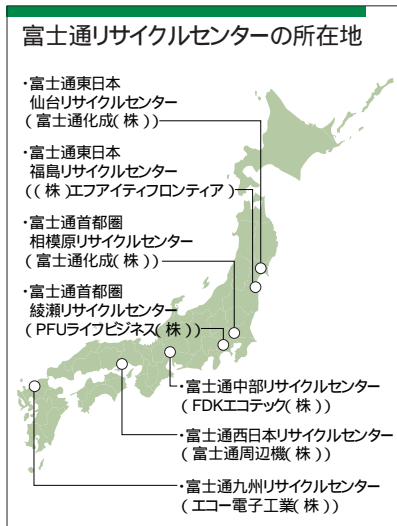 富士通リサイクルセンターの所在地
・富士通東日本
仙台リサイクルセンター
(富士通化成(株))
・富士通東日本
福島リサイクルセンター
((株)エフアイティフロンティア)
・富士通首都圏
相模原リサイクルセンター
(富士通化成(株))
・富士通首都圏
綾瀬リサイクルセンター
(PFUライフビジネス(株))
・富士通中部リサイクルセンター
(FDKエコテック(株))
・富士通西日本リサイクルセンター
(富士通周辺機(株))
・富士通九州リサイクルセンター
(エコー電子工業(株))